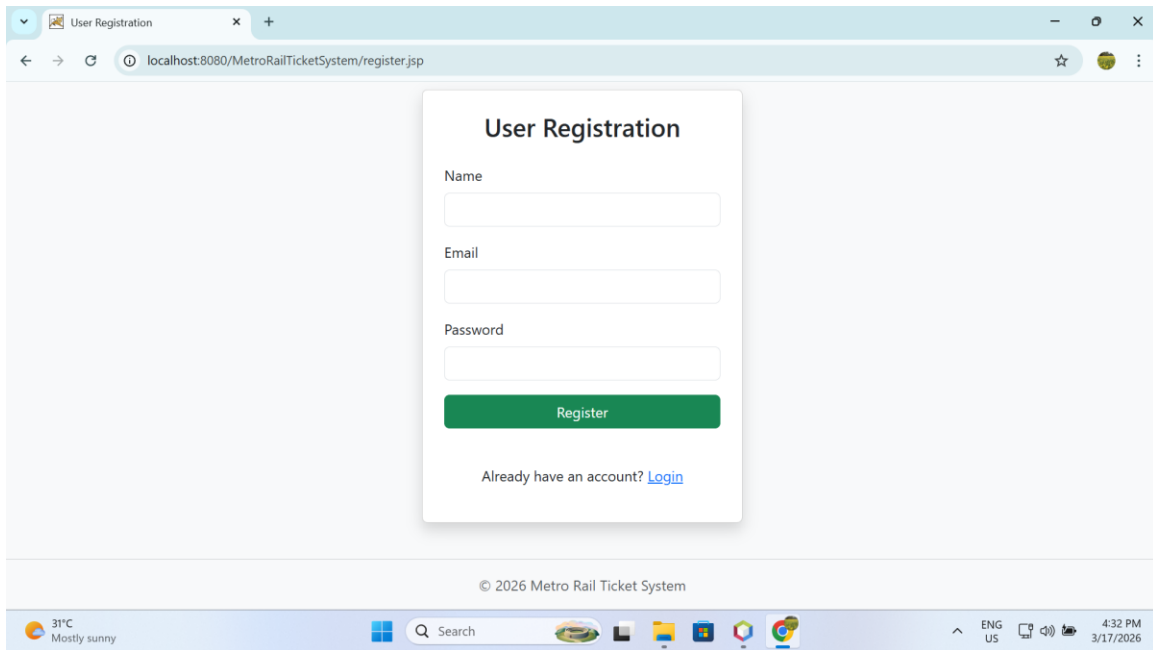 User Registration
localhost:8080/MetroRailTicketSystem/register.jsp
User Registration
Name
Email
Password
Register
Already have an account? Login
© 2026 Metro Rail Ticket System
31°C
Mostly sunny
Search
ENG
US
4:32 PM
3/17/2026